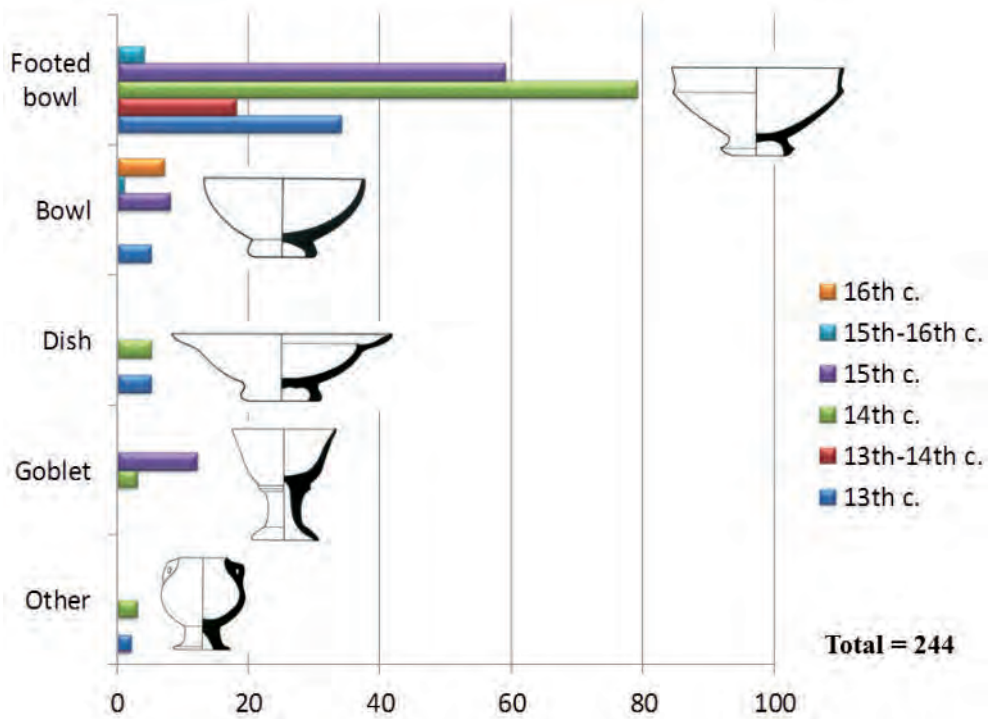 Footed
bowl
Bowl
Dish
Goblet
Other
16th c.
15th-16th c.
15th c.
14th c.
13th-14th c.
13th c.
Total = 244
0 20 40 60 80 100